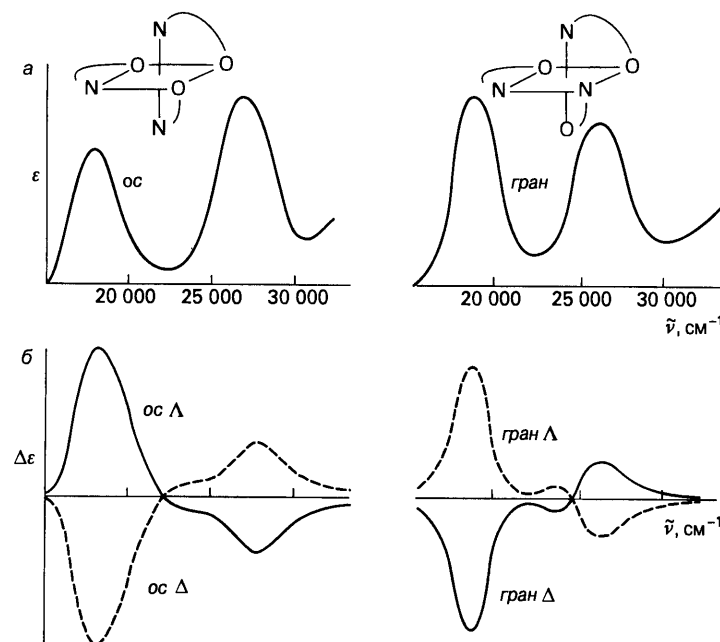 а
N
O
O
N
O
N
ε
ос
20 000
25 000
30 000
N
O
O
N
N
O
гран
20 000
25 000
30 000
ν̃, см⁻¹
б
Δε
ос Λ
ос Δ
гран Λ
гран Δ
ν̃, см⁻¹